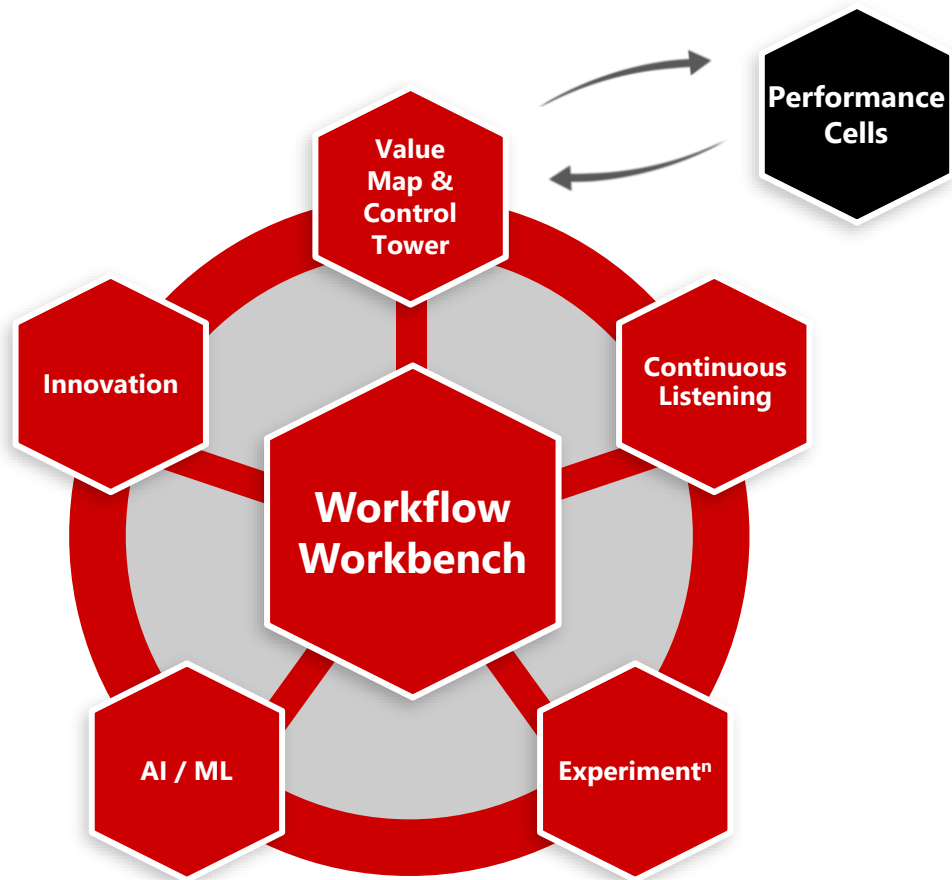 Performance
Cells
Value
Map &
Control
Tower
Innovation
Continuous
Listening
Workflow
Workbench
AI / ML
Experimentⁿ